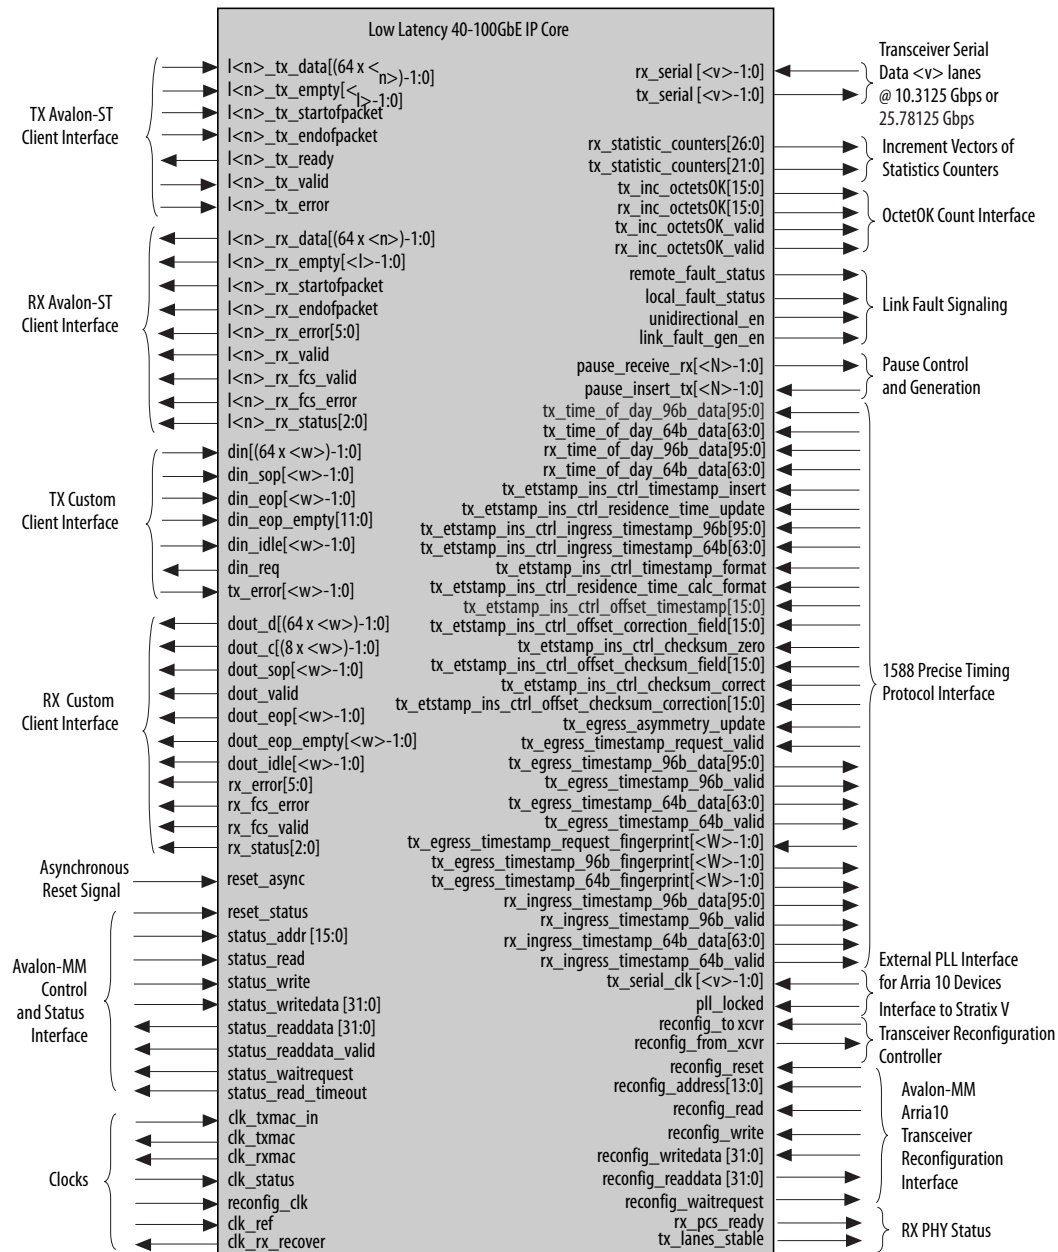 Low Latency 40-100GbE IP Core
TX Avalon-ST
Client Interface
l<n>_tx_data[(64 x <
n>)-1:0]
l<n>_tx_empty[<
l>-1:0]
l<n>_tx_startofpacket
l<n>_tx_endofpacket
l<n>_tx_ready
l<n>_tx_valid
l<n>_tx_error
RX Avalon-ST
Client Interface
l<n>_rx_data[(64 x <n>)-1:0]
l<n>_rx_empty[<l>-1:0]
l<n>_rx_startofpacket
l<n>_rx_endofpacket
l<n>_rx_error[5:0]
l<n>_rx_valid
l<n>_rx_fcs_valid
l<n>_rx_fcs_error
l<n>_rx_status[2:0]
TX Custom
Client Interface
din[(64 x <w>)-1:0]
din_sop[<w>-1:0]
din_eop[<w>-1:0]
din_eop_empty[11:0]
din_idle[<w>-1:0]
din_req
tx_error[<w>-1:0]
RX Custom
Client Interface
dout_d[(64 x <w>)-1:0]
dout_c[(8 x <w>)-1:0]
dout_sop[<w>-1:0]
dout_valid
dout_eop[<w>-1:0]
dout_eop_empty[<w>-1:0]
dout_idle[<w>-1:0]
rx_error[5:0]
rx_fcs_error
rx_fcs_valid
rx_status[2:0]
Asynchronous
Reset Signal
reset_async
Avalon-MM
Control
and Status
Interface
reset_status
status_addr [15:0]
status_read
status_write
status_writedata [31:0]
status_readdata [31:0]
status_readdata_valid
status_waitrequest
status_read_timeout
Clocks
clk_txmac_in
clk_txmac
clk_rxmac
clk_status
reconfig_clk
clk_ref
clk_rx_recover
rx_serial [<v>-1:0]
tx_serial [<v>-1:0]
Transceiver Serial
Data <v> lanes
@ 10.3125 Gbps or
25.78125 Gbps
rx_statistic_counters[26:0]
tx_statistic_counters[21:0]
Increment Vectors of
Statistics Counters
tx_inc_octetsOK[15:0]
rx_inc_octetsOK[15:0]
tx_inc_octetsOK_valid
rx_inc_octetsOK_valid
OctetOK Count Interface
remote_fault_status
local_fault_status
unidirectional_en
link_fault_gen_en
Link Fault Signaling
pause_receive_rx[<N>-1:0]
pause_insert_tx[<N>-1:0]
Pause Control
and Generation
tx_time_of_day_96b_data[95:0]
tx_time_of_day_64b_data[63:0]
rx_time_of_day_96b_data[95:0]
rx_time_of_day_64b_data[63:0]
tx_etstamp_ins_ctrl_timestamp_insert
tx_etstamp_ins_ctrl_residence_time_update
tx_etstamp_ins_ctrl_ingress_timestamp_96b[95:0]
tx_etstamp_ins_ctrl_ingress_timestamp_64b[63:0]
tx_etstamp_ins_ctrl_timestamp_format
tx_etstamp_ins_ctrl_residence_time_calc_format
tx_etstamp_ins_ctrl_offset_timestamp[15:0]
tx_etstamp_ins_ctrl_offset_correction_field[15:0]
tx_etstamp_ins_ctrl_checksum_zero
tx_etstamp_ins_ctrl_offset_checksum_field[15:0]
tx_etstamp_ins_ctrl_checksum_correct
tx_etstamp_ins_ctrl_offset_checksum_correction[15:0]
tx_egress_asymmetry_update
tx_egress_timestamp_request_valid
tx_egress_timestamp_96b_data[95:0]
tx_egress_timestamp_96b_valid
tx_egress_timestamp_64b_data[63:0]
tx_egress_timestamp_64b_valid
tx_egress_timestamp_request_fingerprint[<W>-1:0]
tx_egress_timestamp_96b_fingerprint[<W>-1:0]
tx_egress_timestamp_64b_fingerprint[<W>-1:0]
rx_ingress_timestamp_96b_data[95:0]
rx_ingress_timestamp_96b_valid
rx_ingress_timestamp_64b_data[63:0]
rx_ingress_timestamp_64b_valid
1588 Precise Timing
Protocol Interface
tx_serial_clk [<v>-1:0]
pll_locked
External PLL Interface
for Arria 10 Devices
reconfig_to xcvr
reconfig_from_xcvr
Interface to Stratix V
Transceiver Reconfiguration
Controller
reconfig_reset
reconfig_address[13:0]
reconfig_read
reconfig_write
reconfig_writedata [31:0]
reconfig_readdata [31:0]
reconfig_waitrequest
Avalon-MM
Arria10
Transceiver
Reconfiguration
Interface
rx_pcs_ready
tx_lanes_stable
RX PHY Status